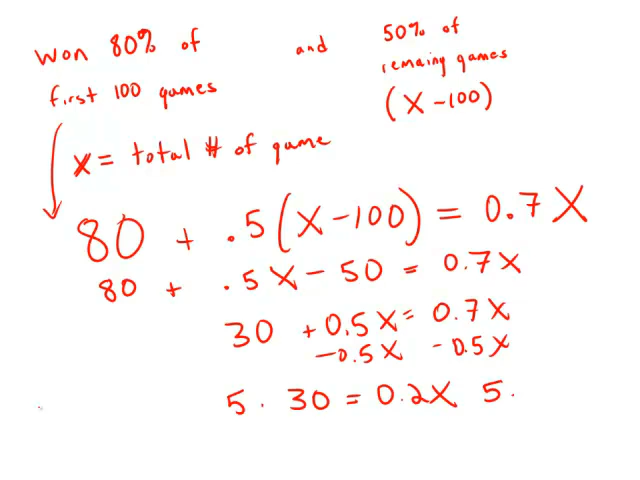 won 80% of and 50% of
first 100 games remaing games
(X - 100)
X = total # of game
80 + .5(X - 100) = 0.7X
80 + .5X - 50 = 0.7X
30 + 0.5X = 0.7X
-0.5X - 0.5X
5 · 30 = 0.2X 5 ·